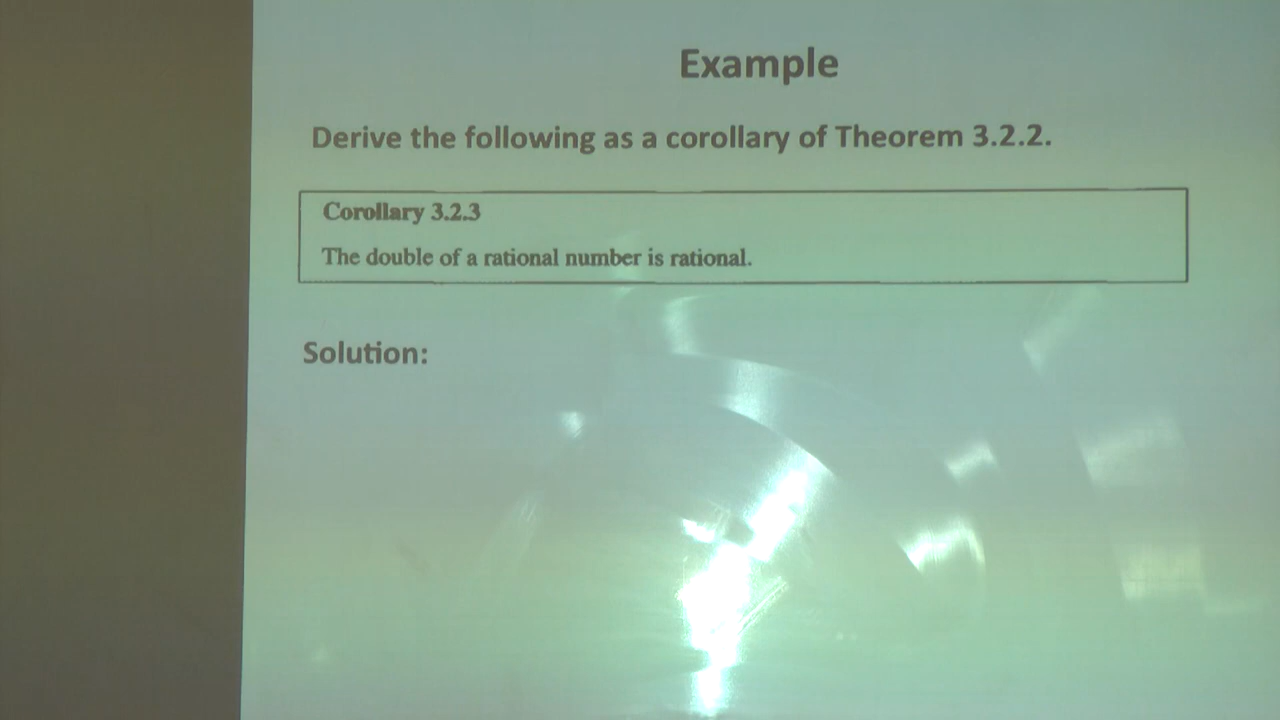 Example
Derive the following as a corollary of Theorem 3.2.2.
Corollary 3.2.3
The double of a rational number is rational.
Solution: